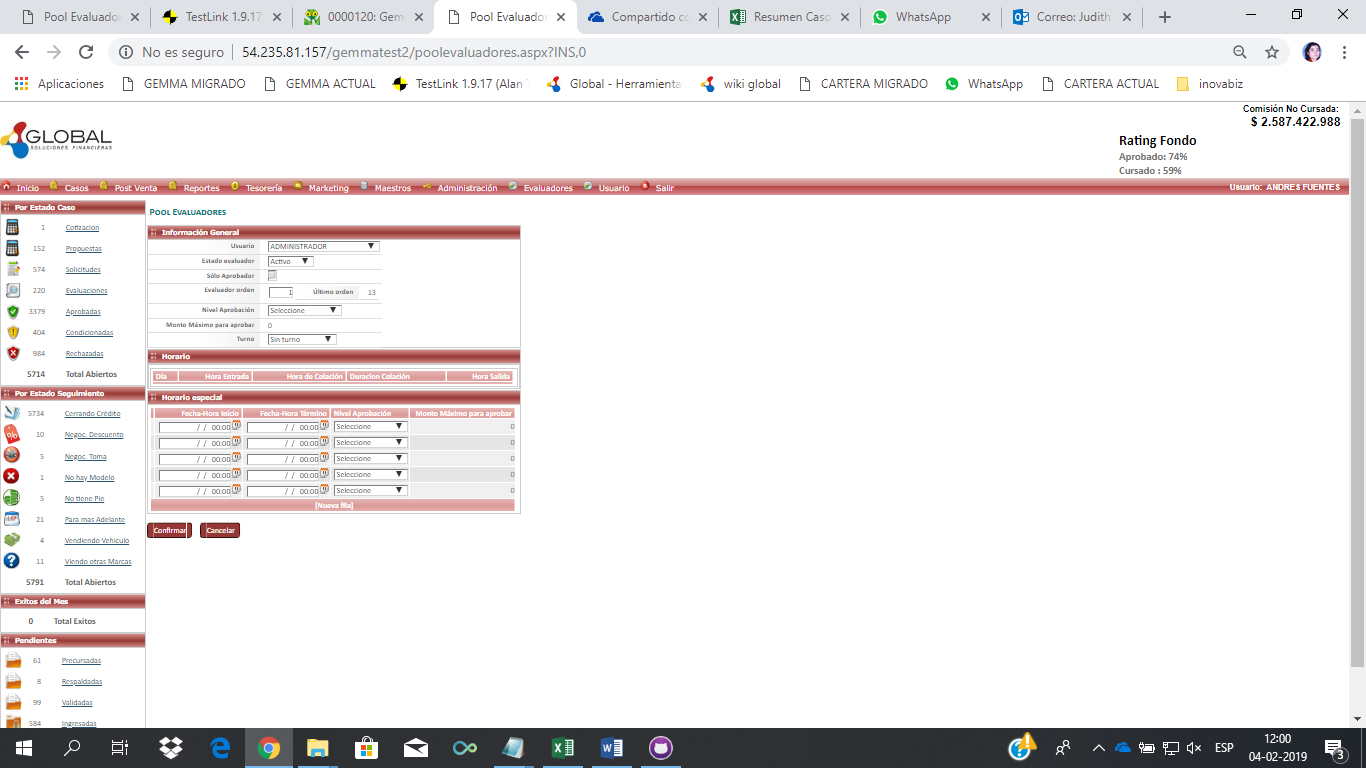 Pool Evaluador
TestLink 1.9.17
0000120: Gem
Pool Evaluador
Compartido co
Resumen Caso
WhatsApp
Correo: Judith
No es seguro
54.235.81.157/gemmatest2/poolevaluadores.aspx?INS,0
Aplicaciones
GEMMA MIGRADO
GEMMA ACTUAL
TestLink 1.9.17 (Alan
Global - Herramienta
wiki global
CARTERA MIGRADO
WhatsApp
CARTERA ACTUAL
inovabiz
GLOBAL
SOLUCIONES FINANCIERAS
Comisión No Cursada:
$ 2.587.422.988
Rating Fondo
Aprobado: 74%
Cursado : 59%
Inicio Casos Post Venta Reportes Tesorería Marketing Maestros Administración Evaluadores Usuario Salir Usuario: ANDRES FUENTES
Por Estado Caso
1 Cotizacion
152 Propuestas
574 Solicitudes
220 Evaluaciones
3379 Aprobadas
404 Condicionadas
984 Rechazadas
5714 Total Abiertos
Por Estado Seguimiento
5734 Cerrando Crédito
10 Negoc. Descuento
5 Negoc. Toma
1 No hay Modelo
5 No tiene Pie
21 Para mas Adelante
4 Vendiendo Vehiculo
11 Viendo otras Marcas
5791 Total Abiertos
Exitos del Mes
0 Total Exitos
Pendientes
61 Precursadas
8 Respaldadas
99 Validadas
584 Ingresadas
POOL EVALUADORES
Información General
Usuario ADMINISTRADOR
Estado evaluador Activo
Sólo Aprobador
Evaluador orden 1 Último orden 13
Nivel Aprobación Seleccione
Monto Máximo para aprobar 0
Turno Sin turno
Horario
Día Hora Entrada Hora de Colación Duracion Colación Hora Salida
Horario especial
Fecha-Hora Inicio Fecha-Hora Término Nivel Aprobación Monto Máximo para aprobar
/ / 00:00 / / 00:00 Seleccione 0
/ / 00:00 / / 00:00 Seleccione 0
/ / 00:00 / / 00:00 Seleccione 0
/ / 00:00 / / 00:00 Seleccione 0
/ / 00:00 / / 00:00 Seleccione 0
[Nueva fila]
Confirmar Cancelar
ESP
12:00
04-02-2019
3